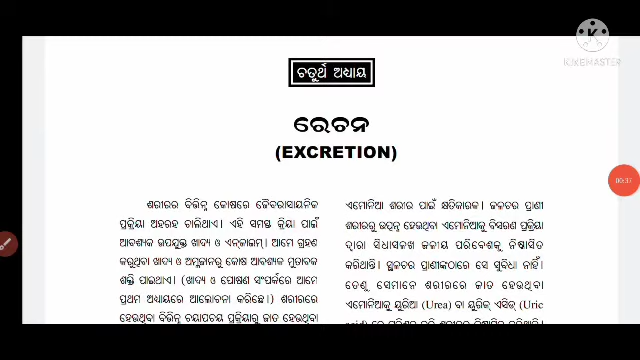 KINEMASTER
ଚତୁର୍ଥ ଅଧ୍ୟାୟ
ରେଚନ
(EXCRETION)
00:37
ଶରୀରର ବିଭିନ୍ନ କୋଷରେ ଜୈବରାସାୟନିକ
ପ୍ରକ୍ରିୟା ଅହରହ ଚାଲିଥାଏ। ଏହି ସମସ୍ତ କ୍ରିୟା ପାଇଁ
ଆବଶ୍ୟକ ଉପଯୁକ୍ତ ଖାଦ୍ୟ ଓ ଏନ୍‌ଜାଇମ୍। ଆମେ ଗ୍ରହଣ
କରୁଥିବା ଖାଦ୍ୟ ଓ ଅମ୍ଳଜାନରୁ କୋଷ ଆବଶ୍ୟକ ମୁତାବକ
ଶକ୍ତି ପାଇଥାଏ। (ଖାଦ୍ୟ ଓ ପୋଷଣ ସଂପର୍କରେ ଆମେ
ପ୍ରଥମ ଅଧ୍ୟାୟରେ ଆଲୋଚନା କରିଛେ।) ଶରୀରରେ
ହେଉଥିବା ବିଭିନ୍ନ ଚୟାପଚୟ ପ୍ରକ୍ରିୟାରୁ ଜାତ ହେଉଥିବା
ଏମୋନିଆ ଶରୀର ପାଇଁ କ୍ଷତିକାରକ। ଜଳଚର ପ୍ରାଣୀ
ଶରୀରରୁ ଉତ୍ପନ୍ନ ହେଉଥିବା ଏମୋନିଆକୁ ବିସରଣ ପ୍ରକ୍ରିୟା
ଦ୍ୱାରା ସିଧାସଳଖ ଜଳୀୟ ପରିବେଶକୁ ନିଷ୍କାସିତ
କରିଥାନ୍ତି। ସ୍ଥଳଚର ପ୍ରାଣୀଙ୍କଠାରେ ସେ ସୁବିଧା ନାହିଁ।
ତେଣୁ ସେମାନେ ଶରୀରରେ ଜାତ ହେଉଥିବା
ଏମୋନିଆକୁ ୟୁରିଆ (Urea) ବା ୟୁରିକ୍ ଏସିଡ୍ (Uric